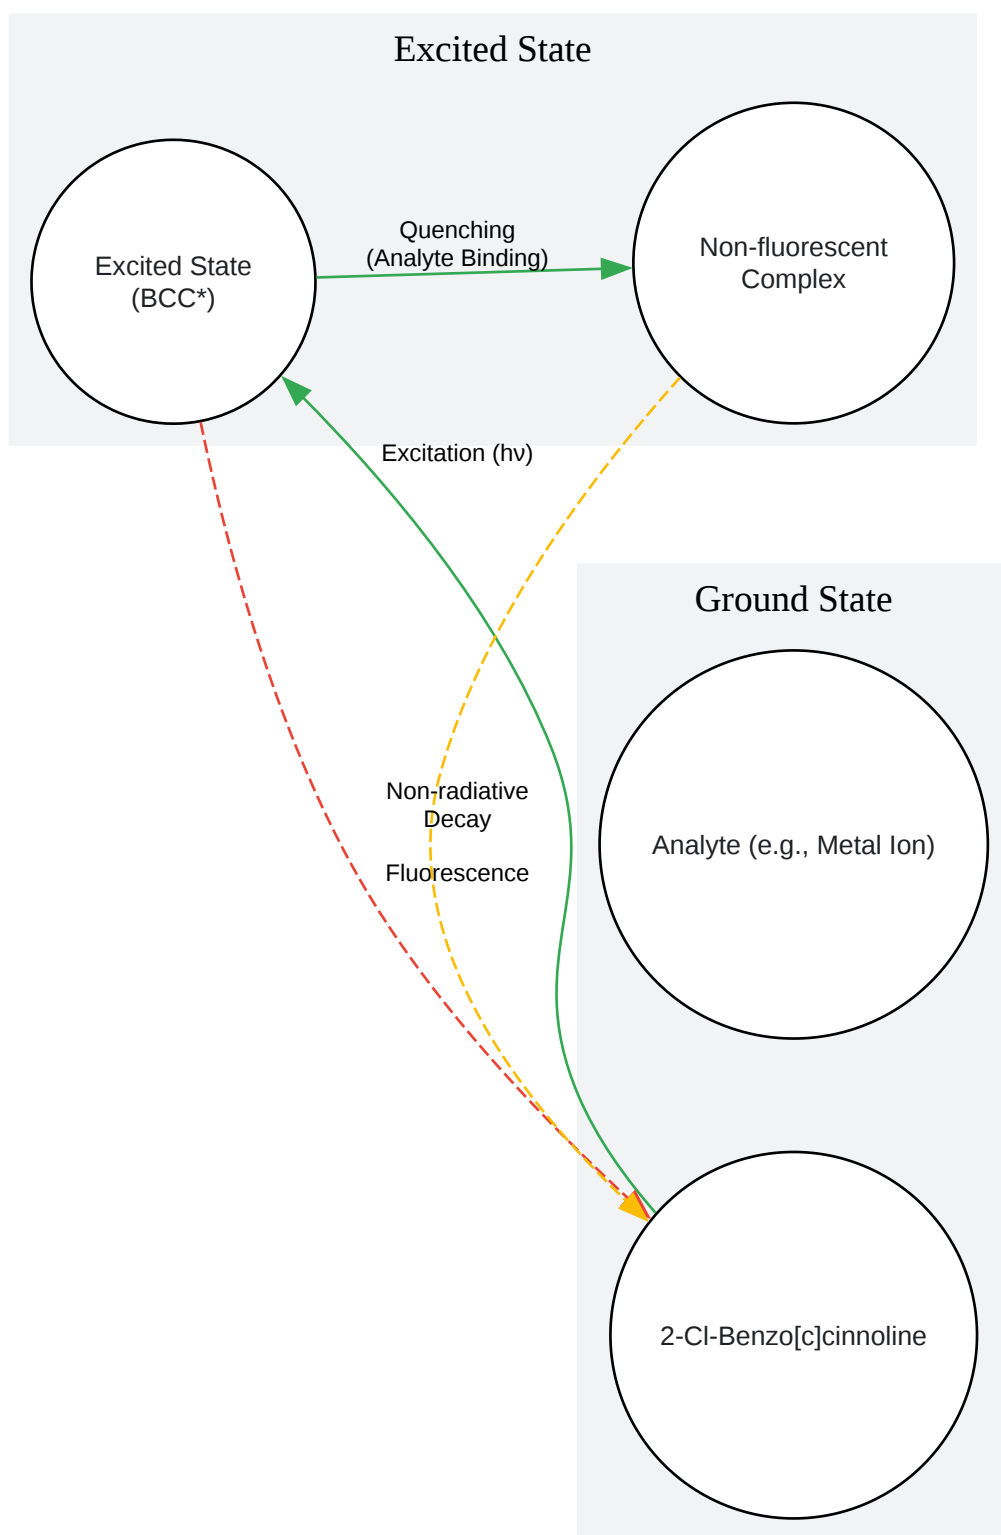 Excited State
Quenching
(Analyte Binding)
Excited State
(BCC*)
Non-fluorescent
Complex
Excitation (hν)
Ground State
Non-radiative
Decay
Fluorescence
Analyte (e.g., Metal Ion)
2-Cl-Benzo[c]cinnoline